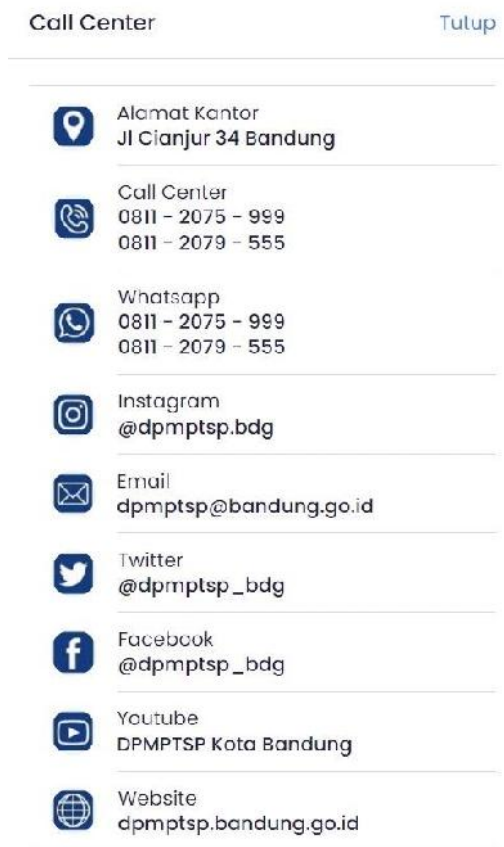 Call Center
Tutup
Alamat Kantor
Jl Cianjur 34 Bandung
Call Center
0811 - 2075 - 999
0811 - 2079 - 555
Whatsapp
0811 - 2075 - 999
0811 - 2079 - 555
Instagram
@dpmptsp.bdg
Email
dpmptsp@bandung.go.id
Twitter
@dpmptsp_bdg
Facebook
@dpmptsp_bdg
Youtube
DPMPTSP Kota Bandung
Website
dpmptsp.bandung.go.id